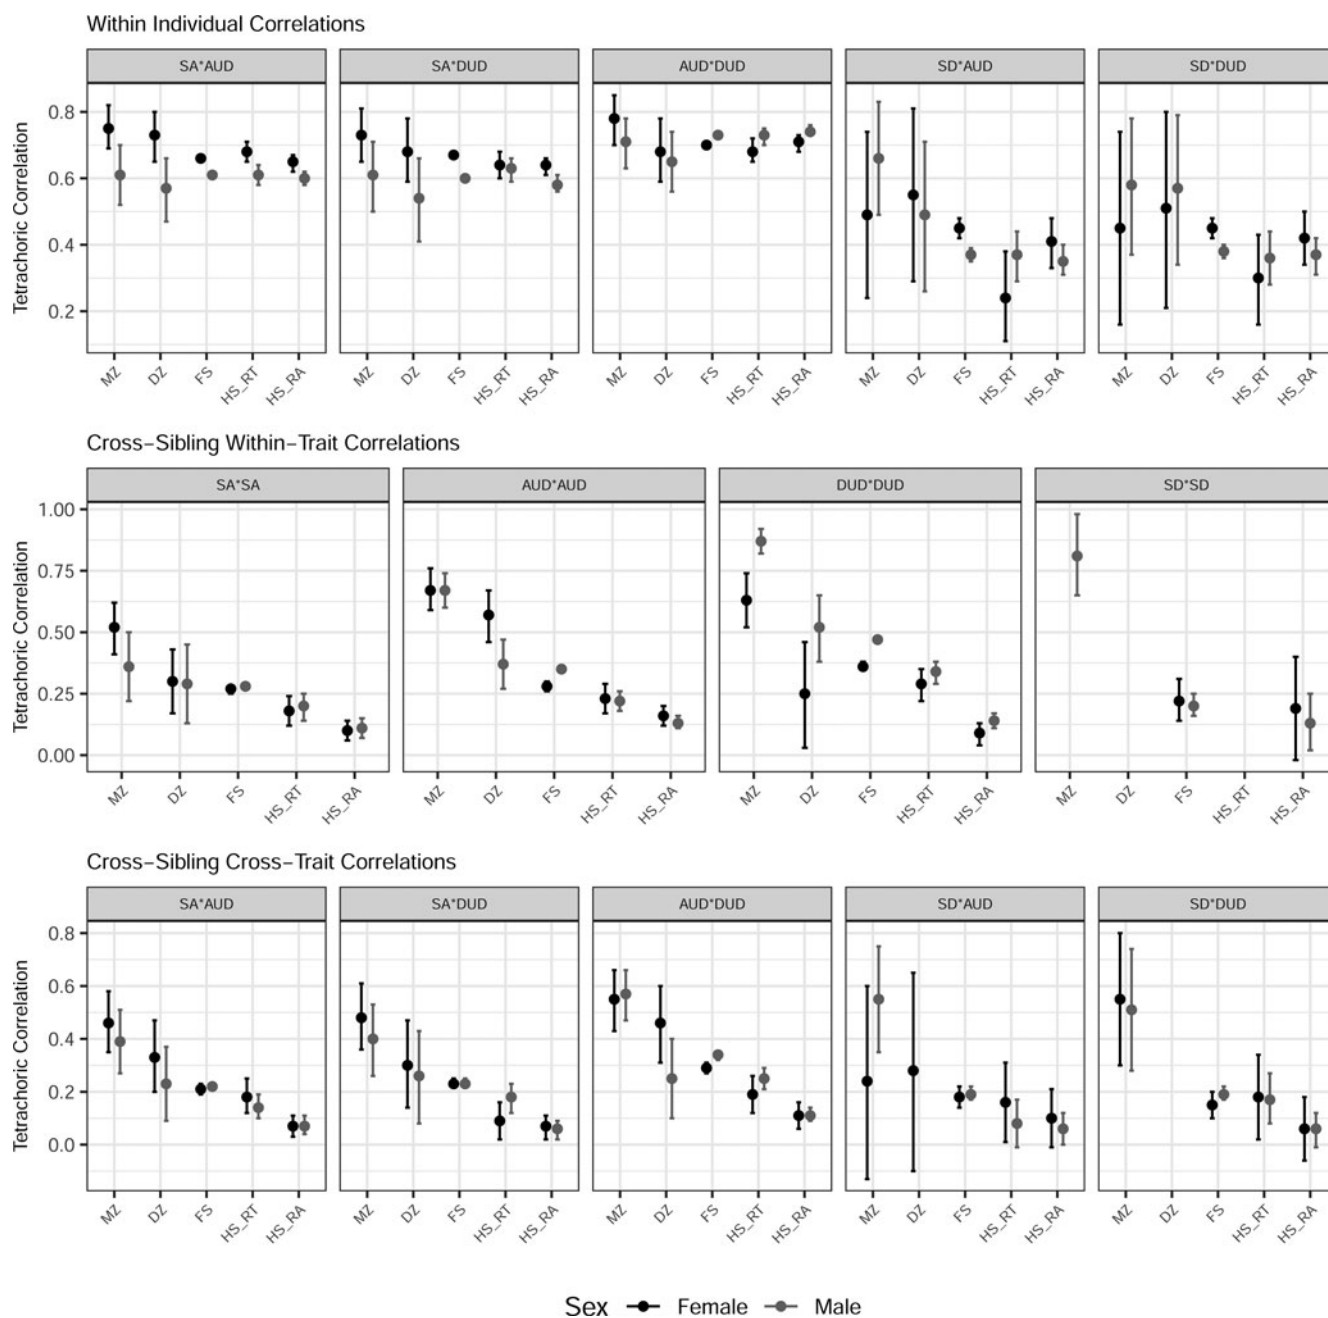 Within Individual Correlations
SA*AUD SA*DUD AUD*DUD SD*AUD SD*DUD
Tetrachoric Correlation
0.8
0.6
0.4
0.2
MZ DZ FS HS_RT HS_RA MZ DZ FS HS_RT HS_RA MZ DZ FS HS_RT HS_RA MZ DZ FS HS_RT HS_RA MZ DZ FS HS_RT HS_RA
Cross−Sibling Within−Trait Correlations
SA*SA AUD*AUD DUD*DUD SD*SD
Tetrachoric Correlation
1.00
0.75
0.50
0.25
0.00
MZ DZ FS HS_RT HS_RA MZ DZ FS HS_RT HS_RA MZ DZ FS HS_RT HS_RA MZ DZ FS HS_RT HS_RA
Cross−Sibling Cross−Trait Correlations
SA*AUD SA*DUD AUD*DUD SD*AUD SD*DUD
Tetrachoric Correlation
0.8
0.6
0.4
0.2
0.0
MZ DZ FS HS_RT HS_RA MZ DZ FS HS_RT HS_RA MZ DZ FS HS_RT HS_RA MZ DZ FS HS_RT HS_RA MZ DZ FS HS_RT HS_RA
Sex Female Male